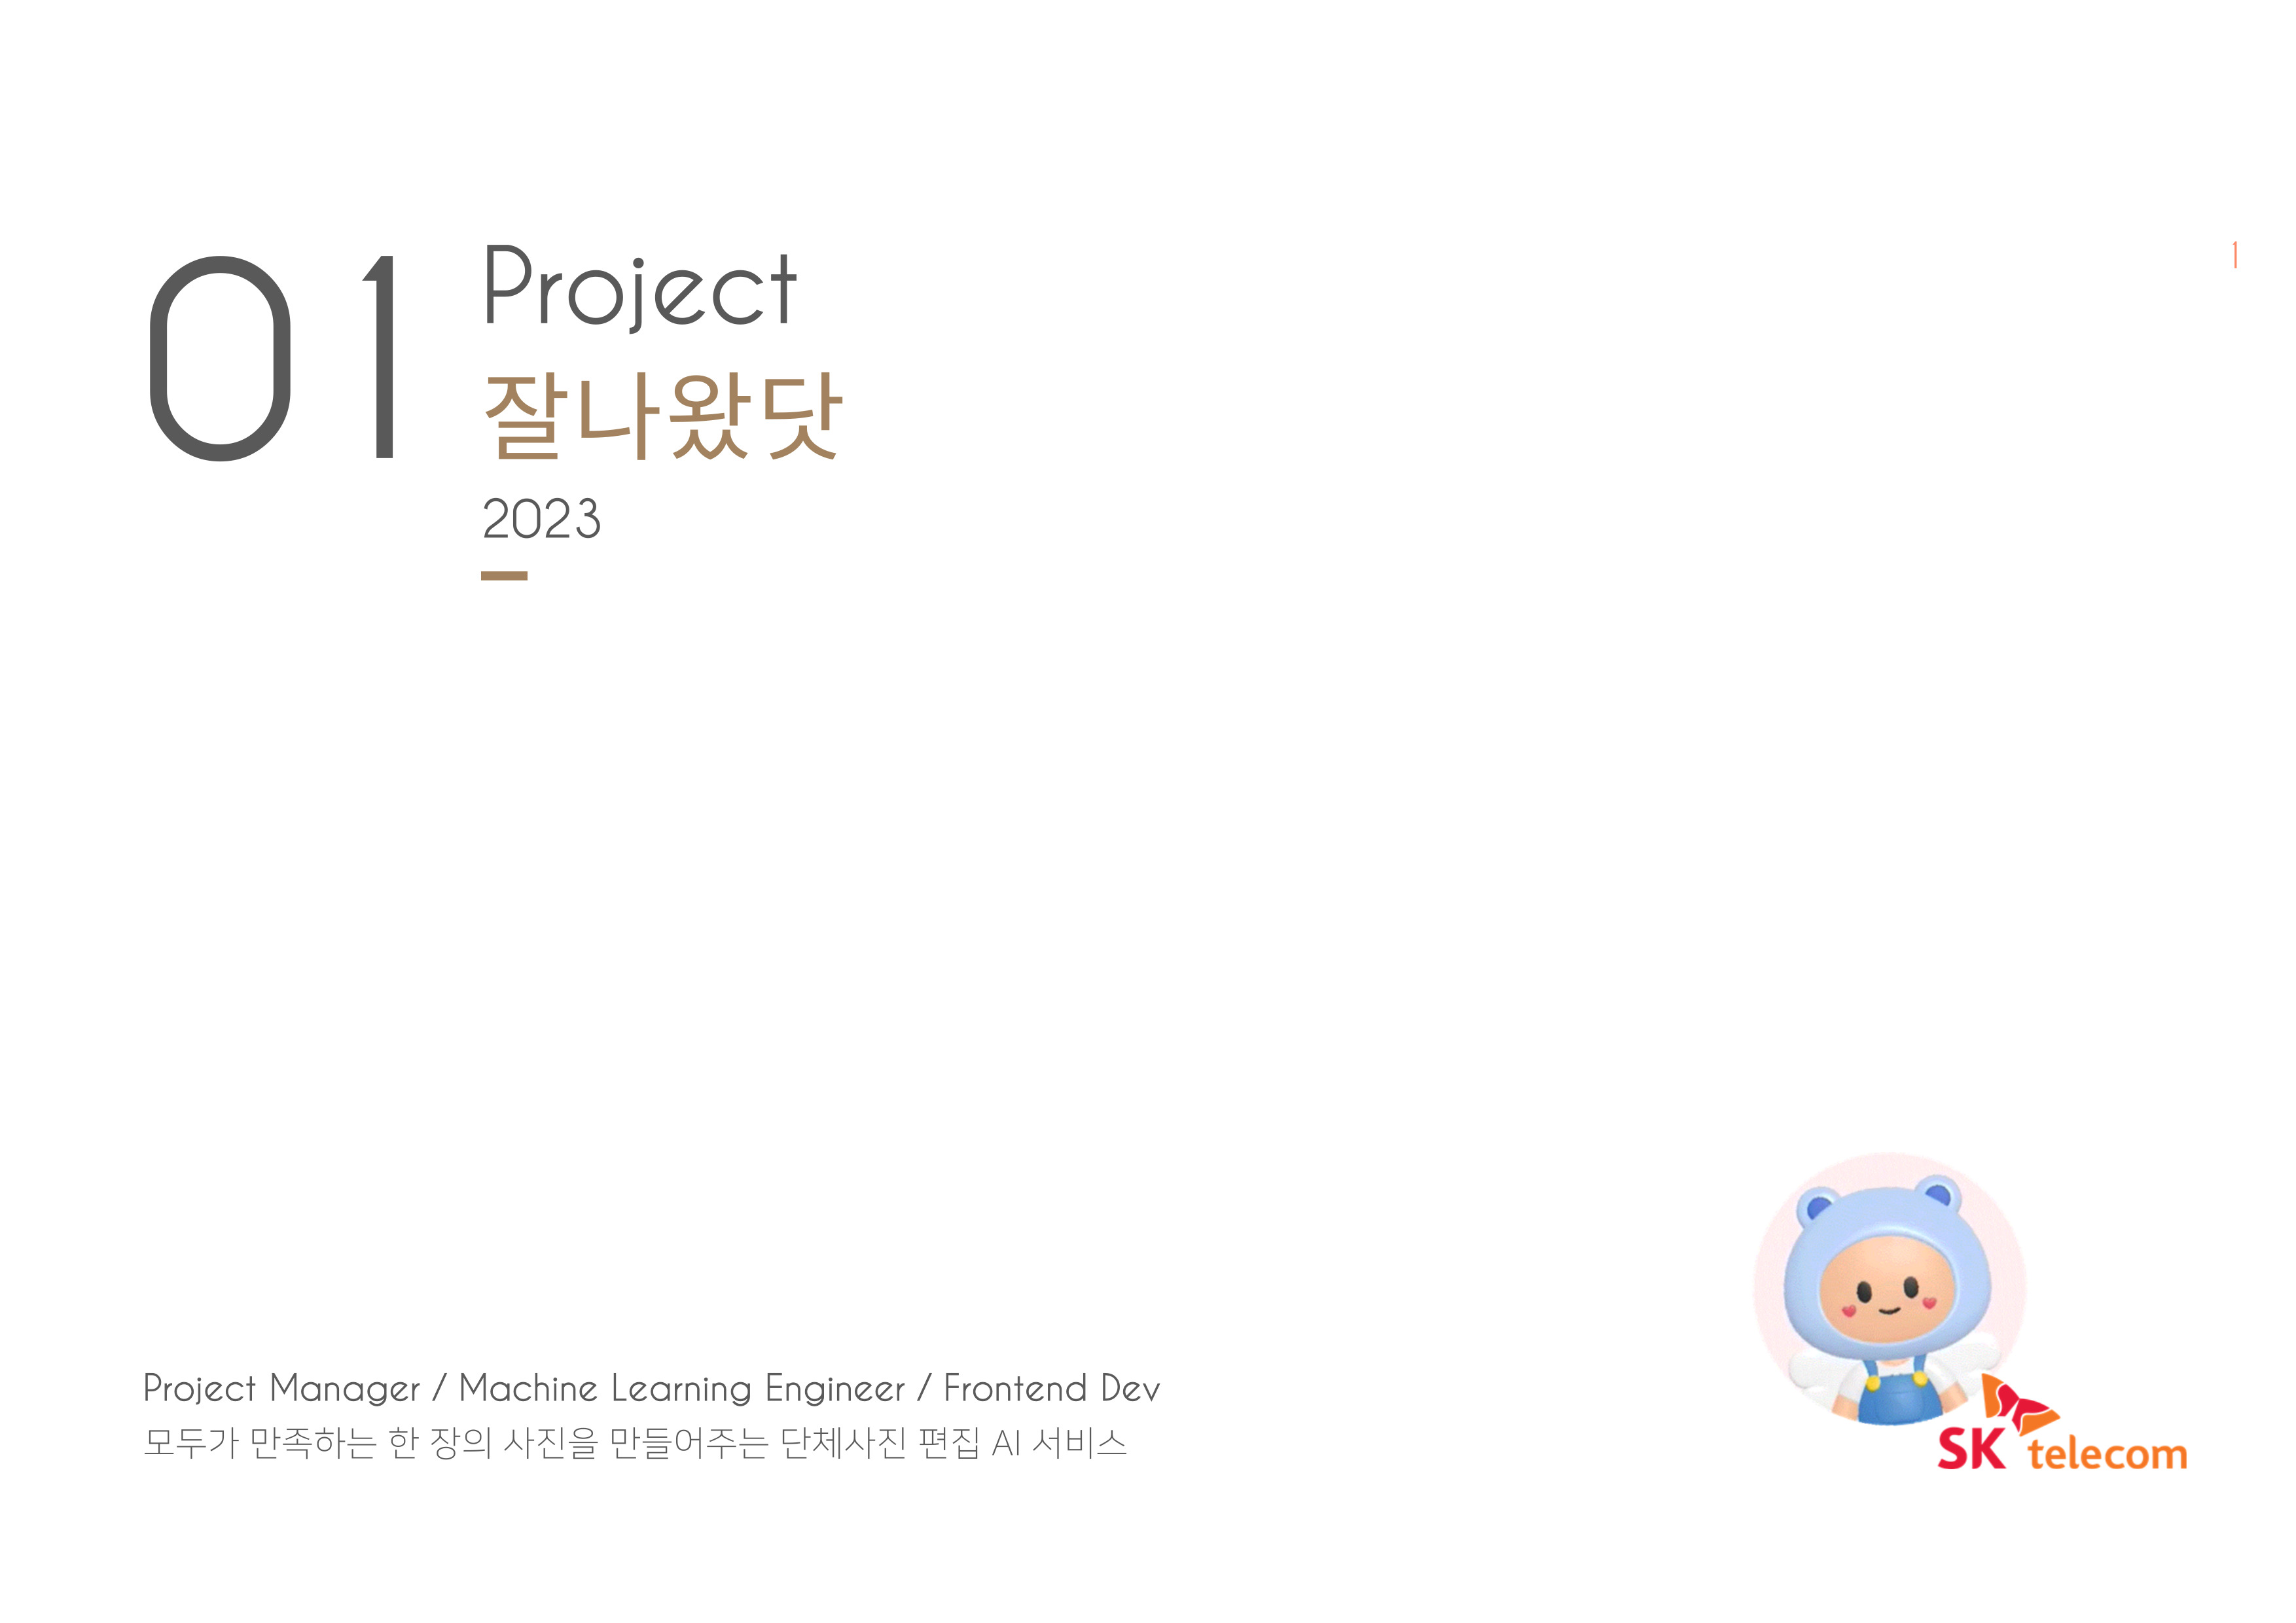 01
Project
잘나왔닷
2023
1
Project Manager / Machine Learning Engineer / Frontend Dev
모두가 만족하는 한 장의 사진을 만들어주는 단체사진 편집 AI 서비스
SK telecom